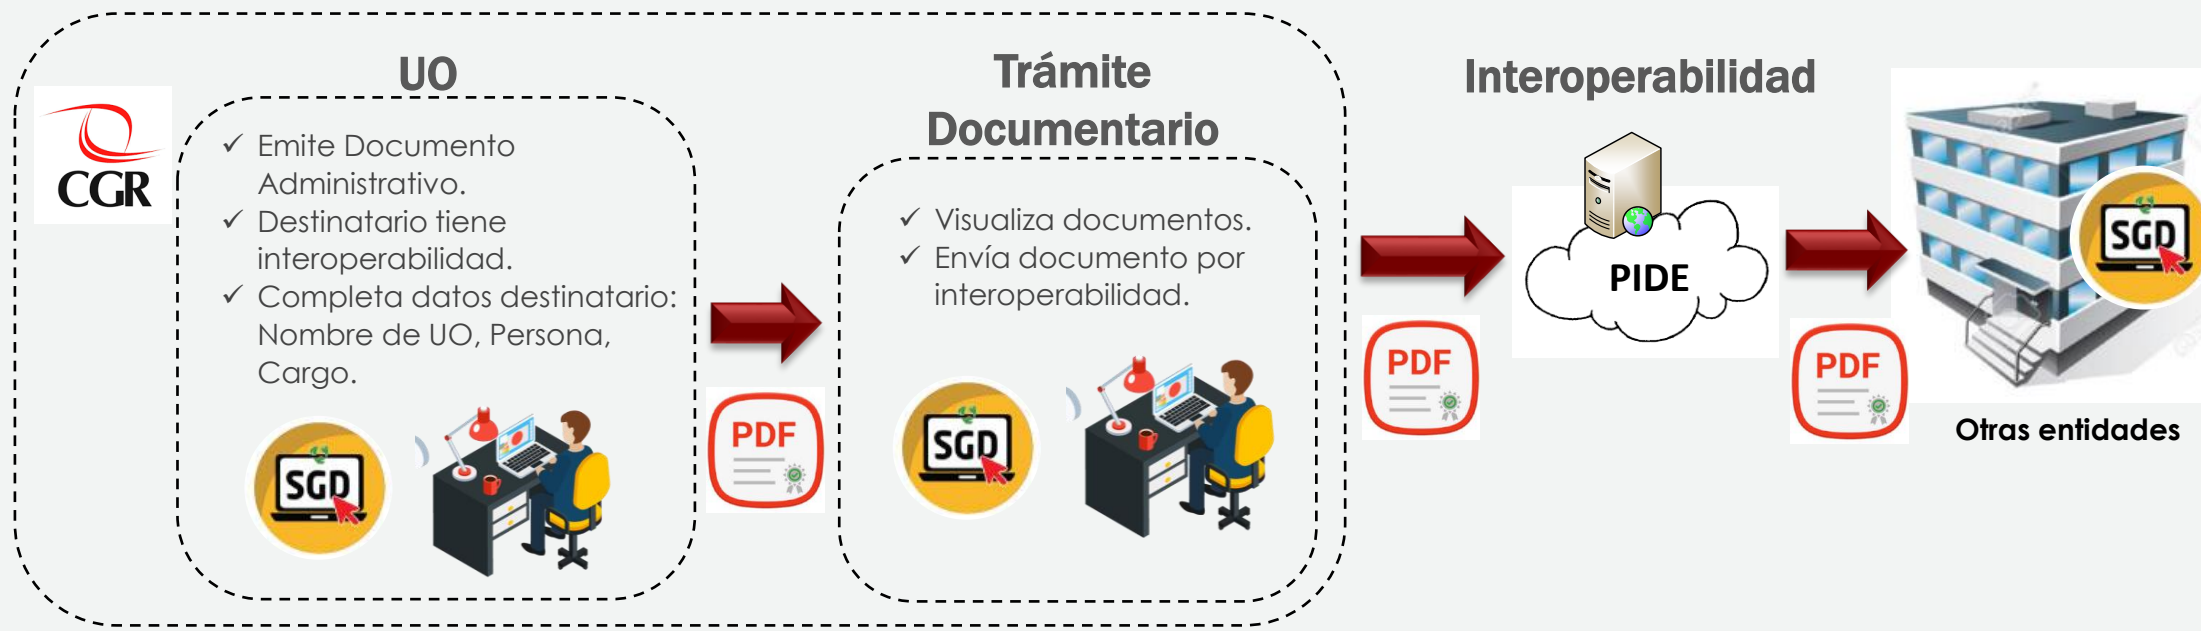 CGR
UO
✓ Emite Documento
Administrativo.
✓ Destinatario tiene
interoperabilidad.
✓ Completa datos destinatario:
Nombre de UO, Persona,
Cargo.
SGD
PDF
Trámite
Documentario
✓ Visualiza documentos.
✓ Envía documento por
interoperabilidad.
SGD
Interoperabilidad
PDF
PIDE
PDF
SGD
Otras entidades